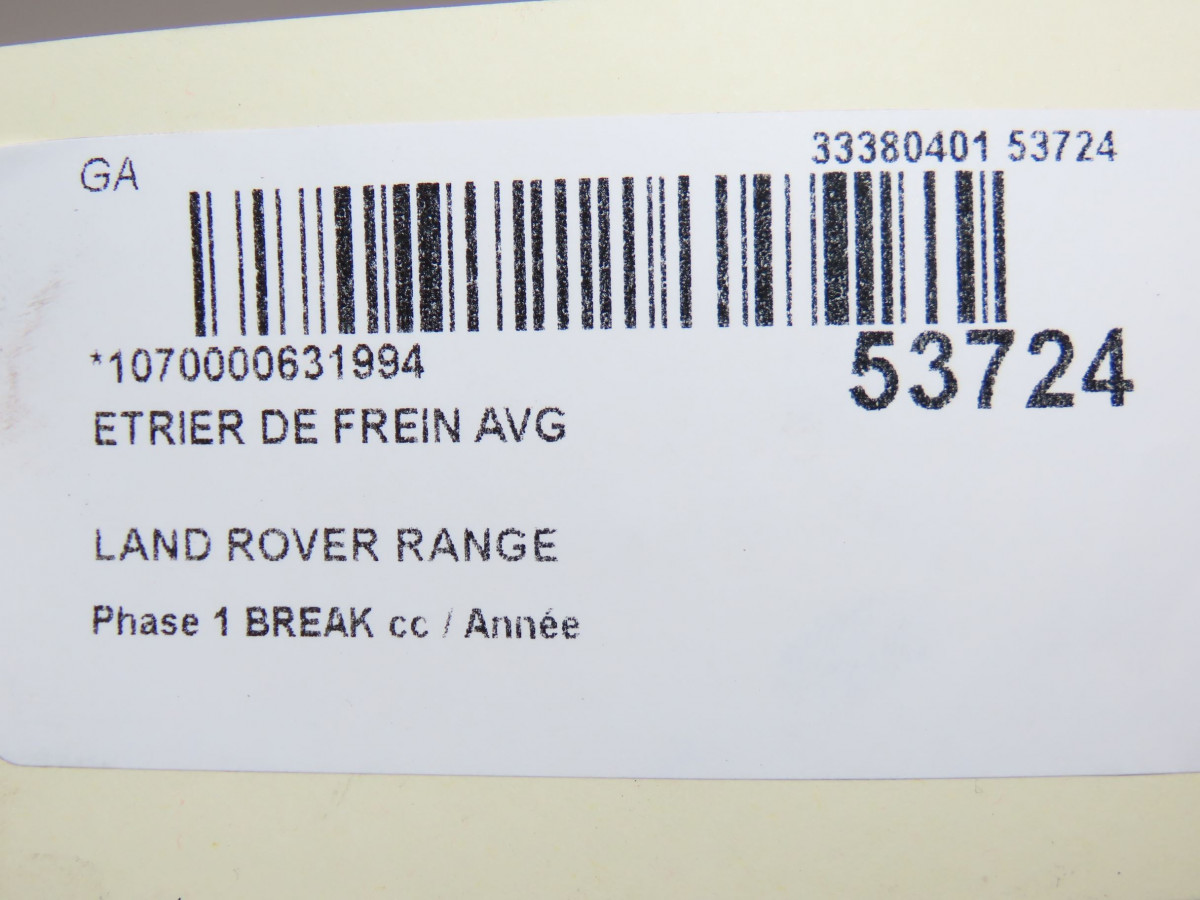 GA
33380401 53724
*1070000631994
53724
ETRIER DE FREIN AVG
LAND ROVER RANGE
Phase 1 BREAK cc / Année